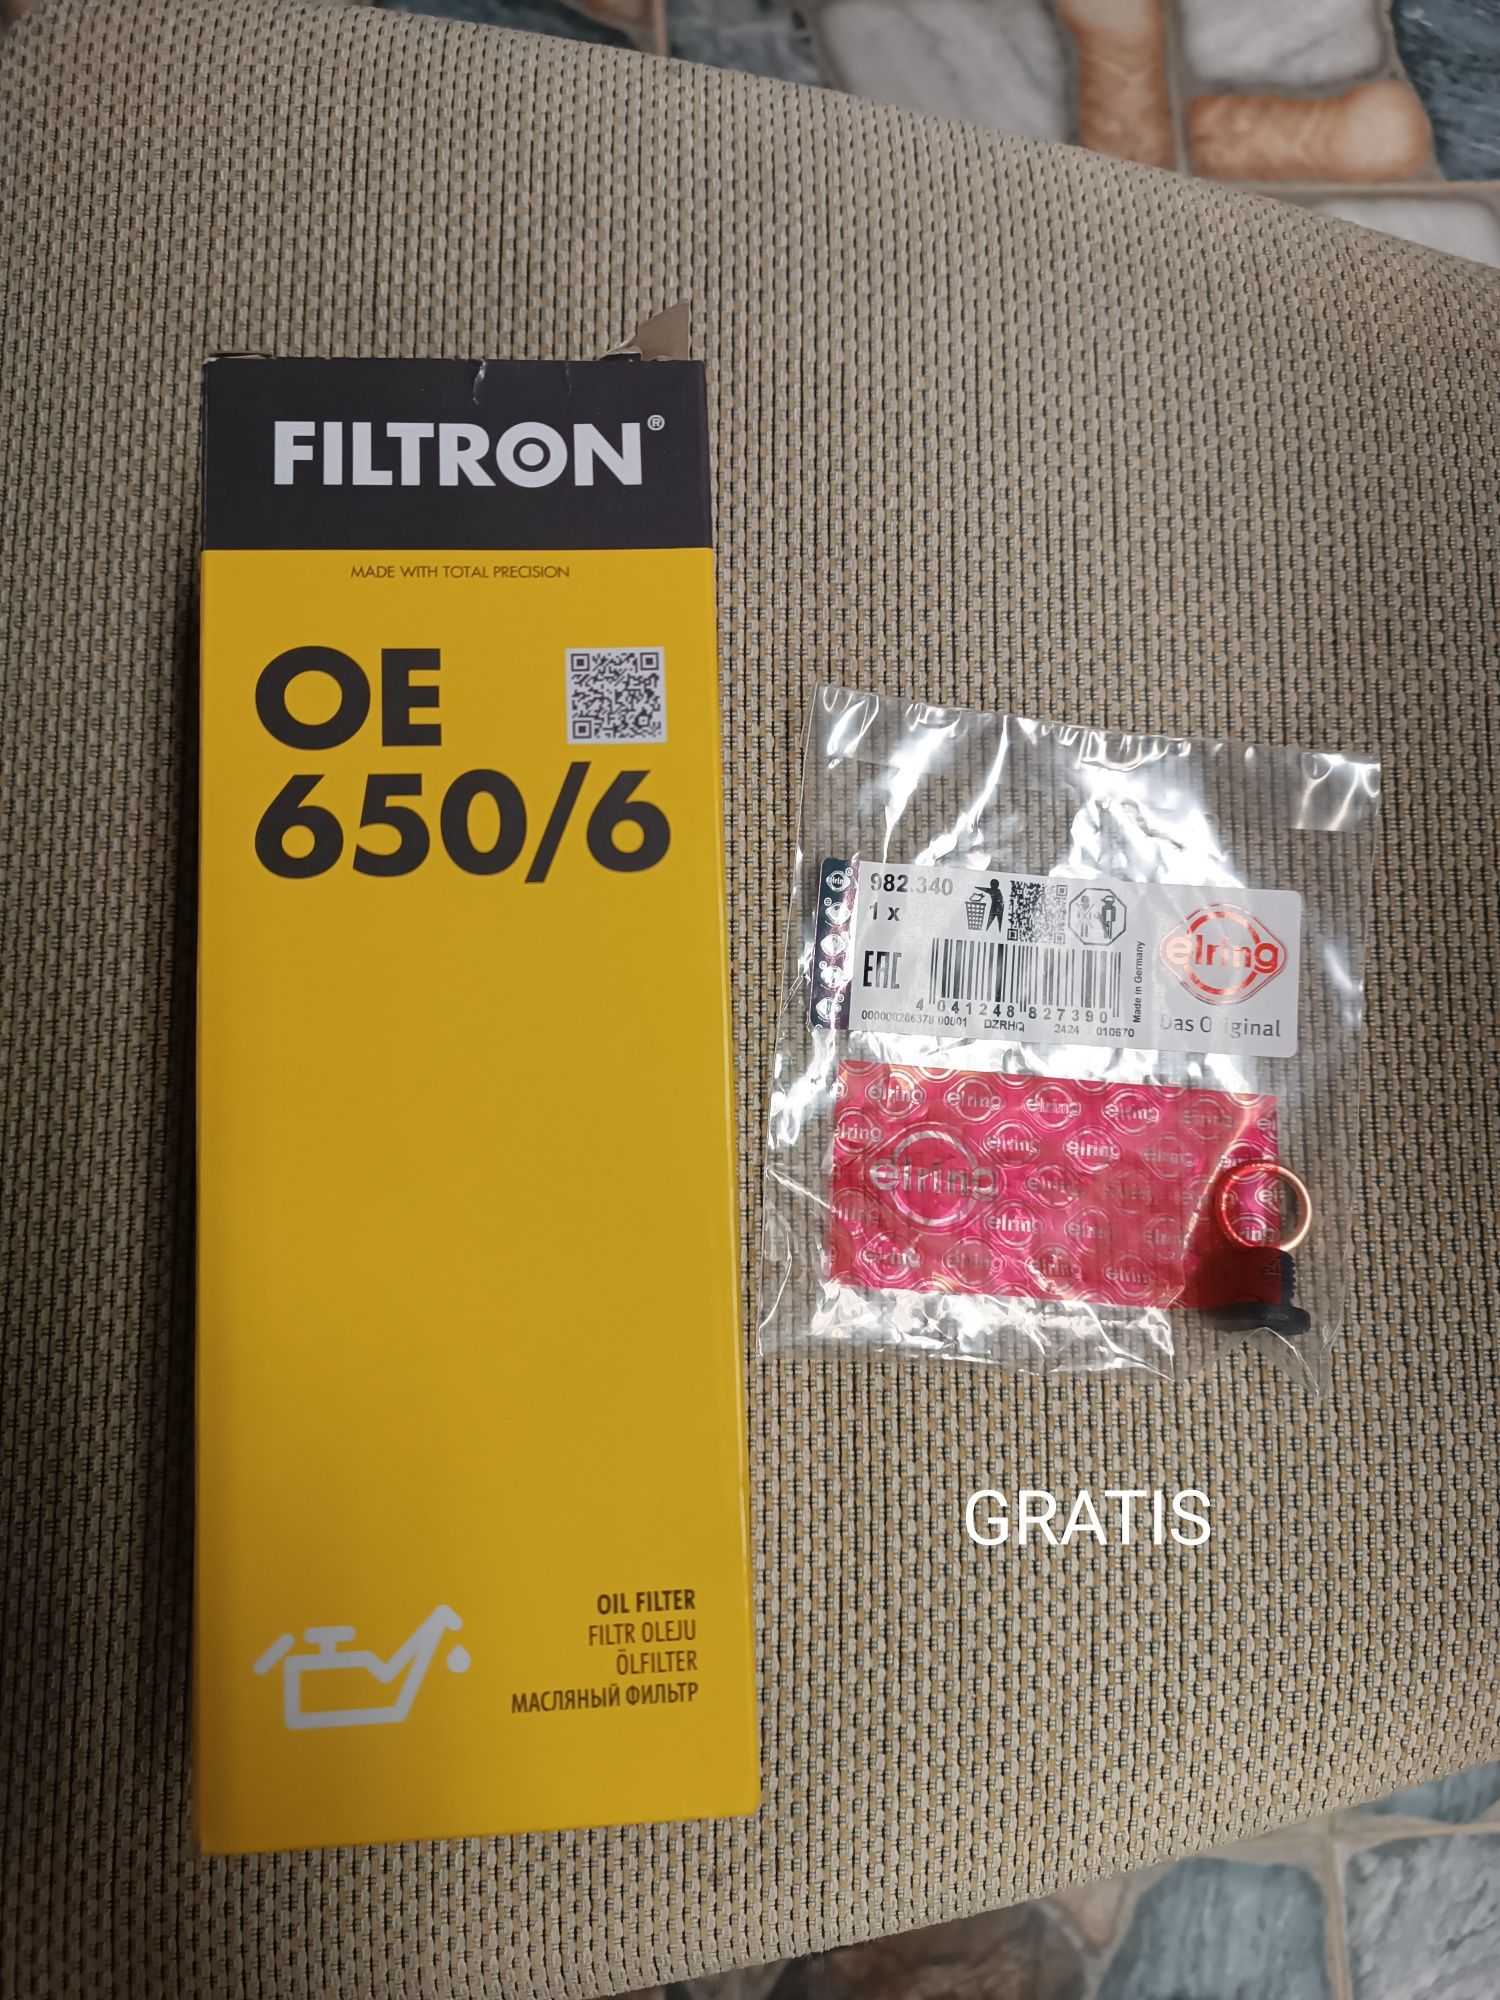 FILTRON®
MADE WITH TOTAL PRECISION
OE
650/6
OIL FILTER
FILTR OLEJU
ÖLFILTER
МАСЛЯНЫЙ ФИЛЬТР
982.340
1 x
EAC
4 041248 827390
DZRHQ 2424 010670
Made in Germany
elring
Das Original
elring
GRATIS